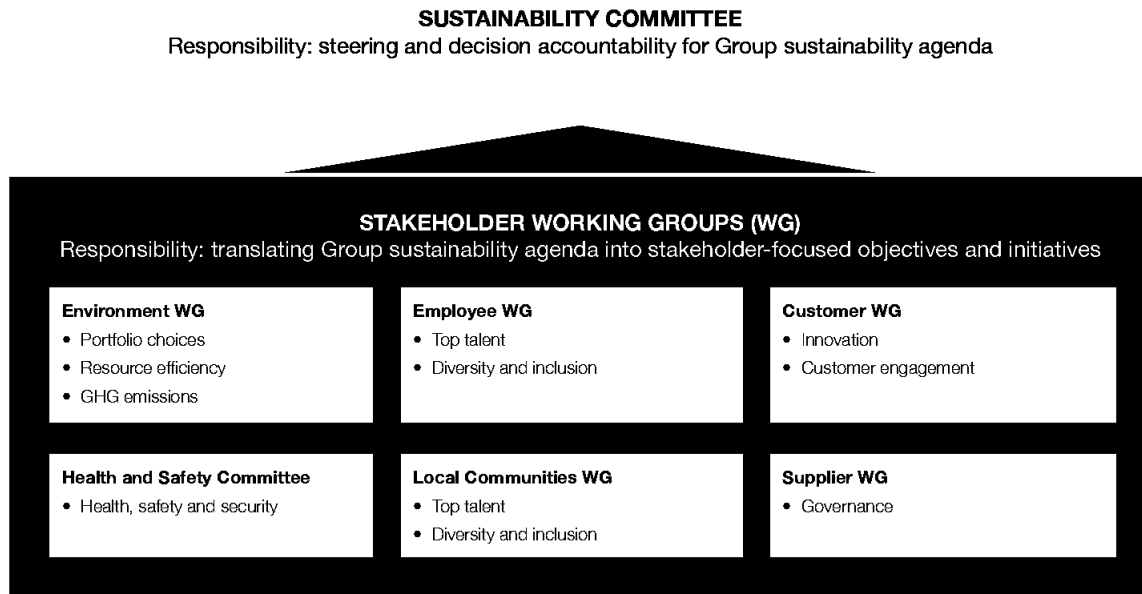 SUSTAINABILITY COMMITTEE
Responsibility: steering and decision accountability for Group sustainability agenda
STAKEHOLDER WORKING GROUPS (WG)
Responsibility: translating Group sustainability agenda into stakeholder-focused objectives and initiatives
Environment WG
• Portfolio choices
• Resource efficiency
• GHG emissions
Employee WG
• Top talent
• Diversity and inclusion
Customer WG
• Innovation
• Customer engagement
Health and Safety Committee
• Health, safety and security
Local Communities WG
• Top talent
• Diversity and inclusion
Supplier WG
• Governance